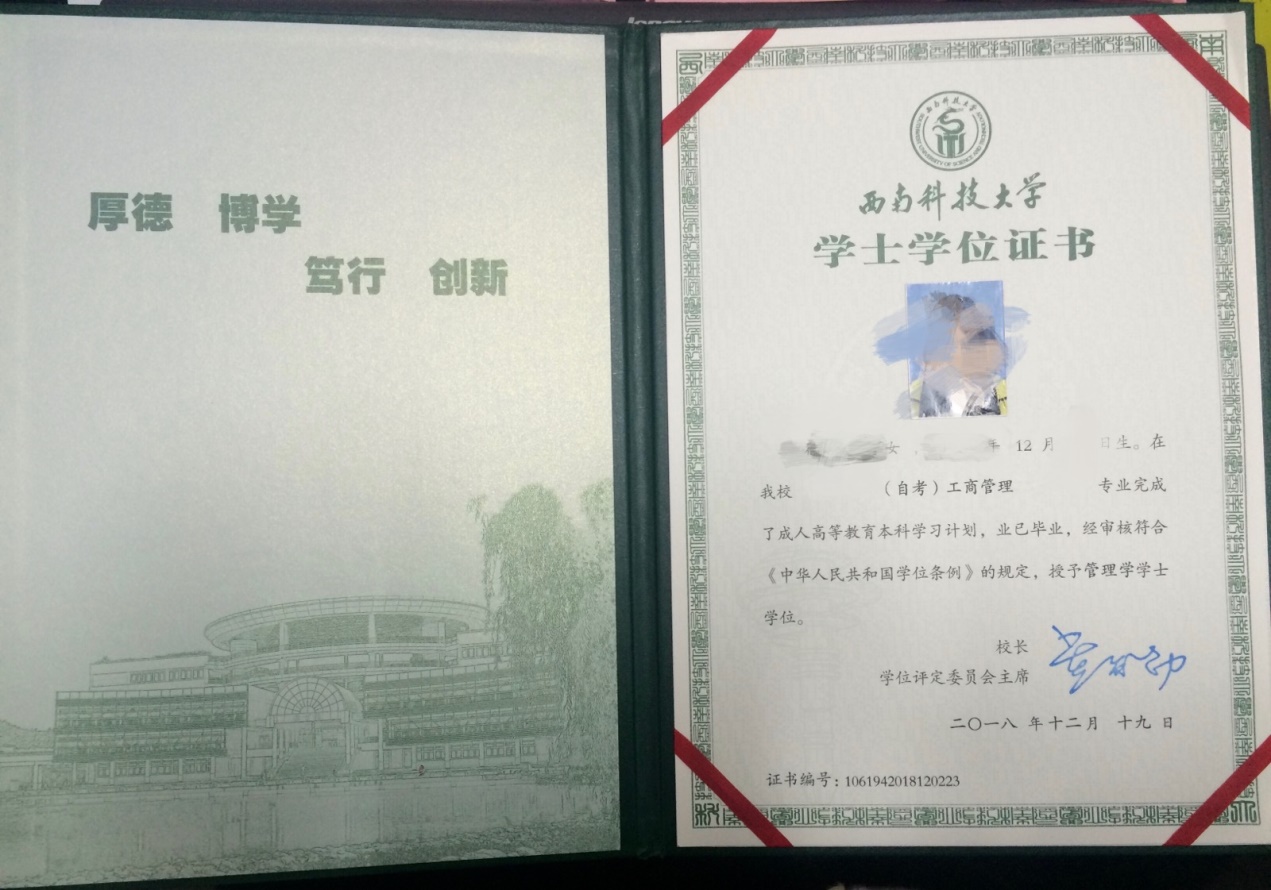 厚德 博学
笃行 创新
西南科技大学
学士学位证书
女，
年 12 月 日生。在
我校 （自考）工商管理 专业完成
了成人高等教育本科学习计划，业已毕业，经审核符合
《中华人民共和国学位条例》的规定，授予管理学学士
学位。
校长
学位评定委员会主席
二〇一八 年十二月 十九 日
证书编号：1061942018120223